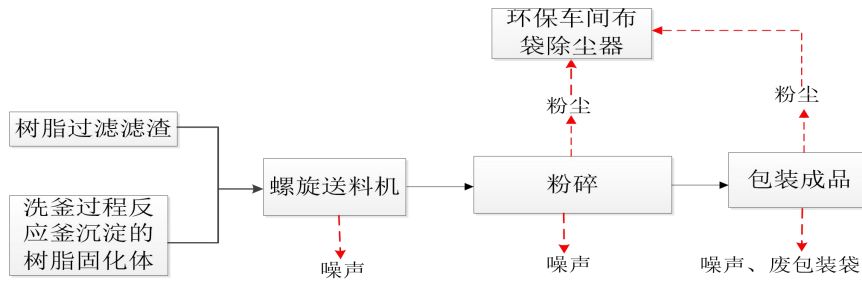 环保车间布
袋除尘器
粉尘
粉尘
树脂过滤滤渣
螺旋送料机
粉碎
包装成品
洗釜过程反
应釜沉淀的
树脂固化体
噪声
噪声
噪声、废包装袋